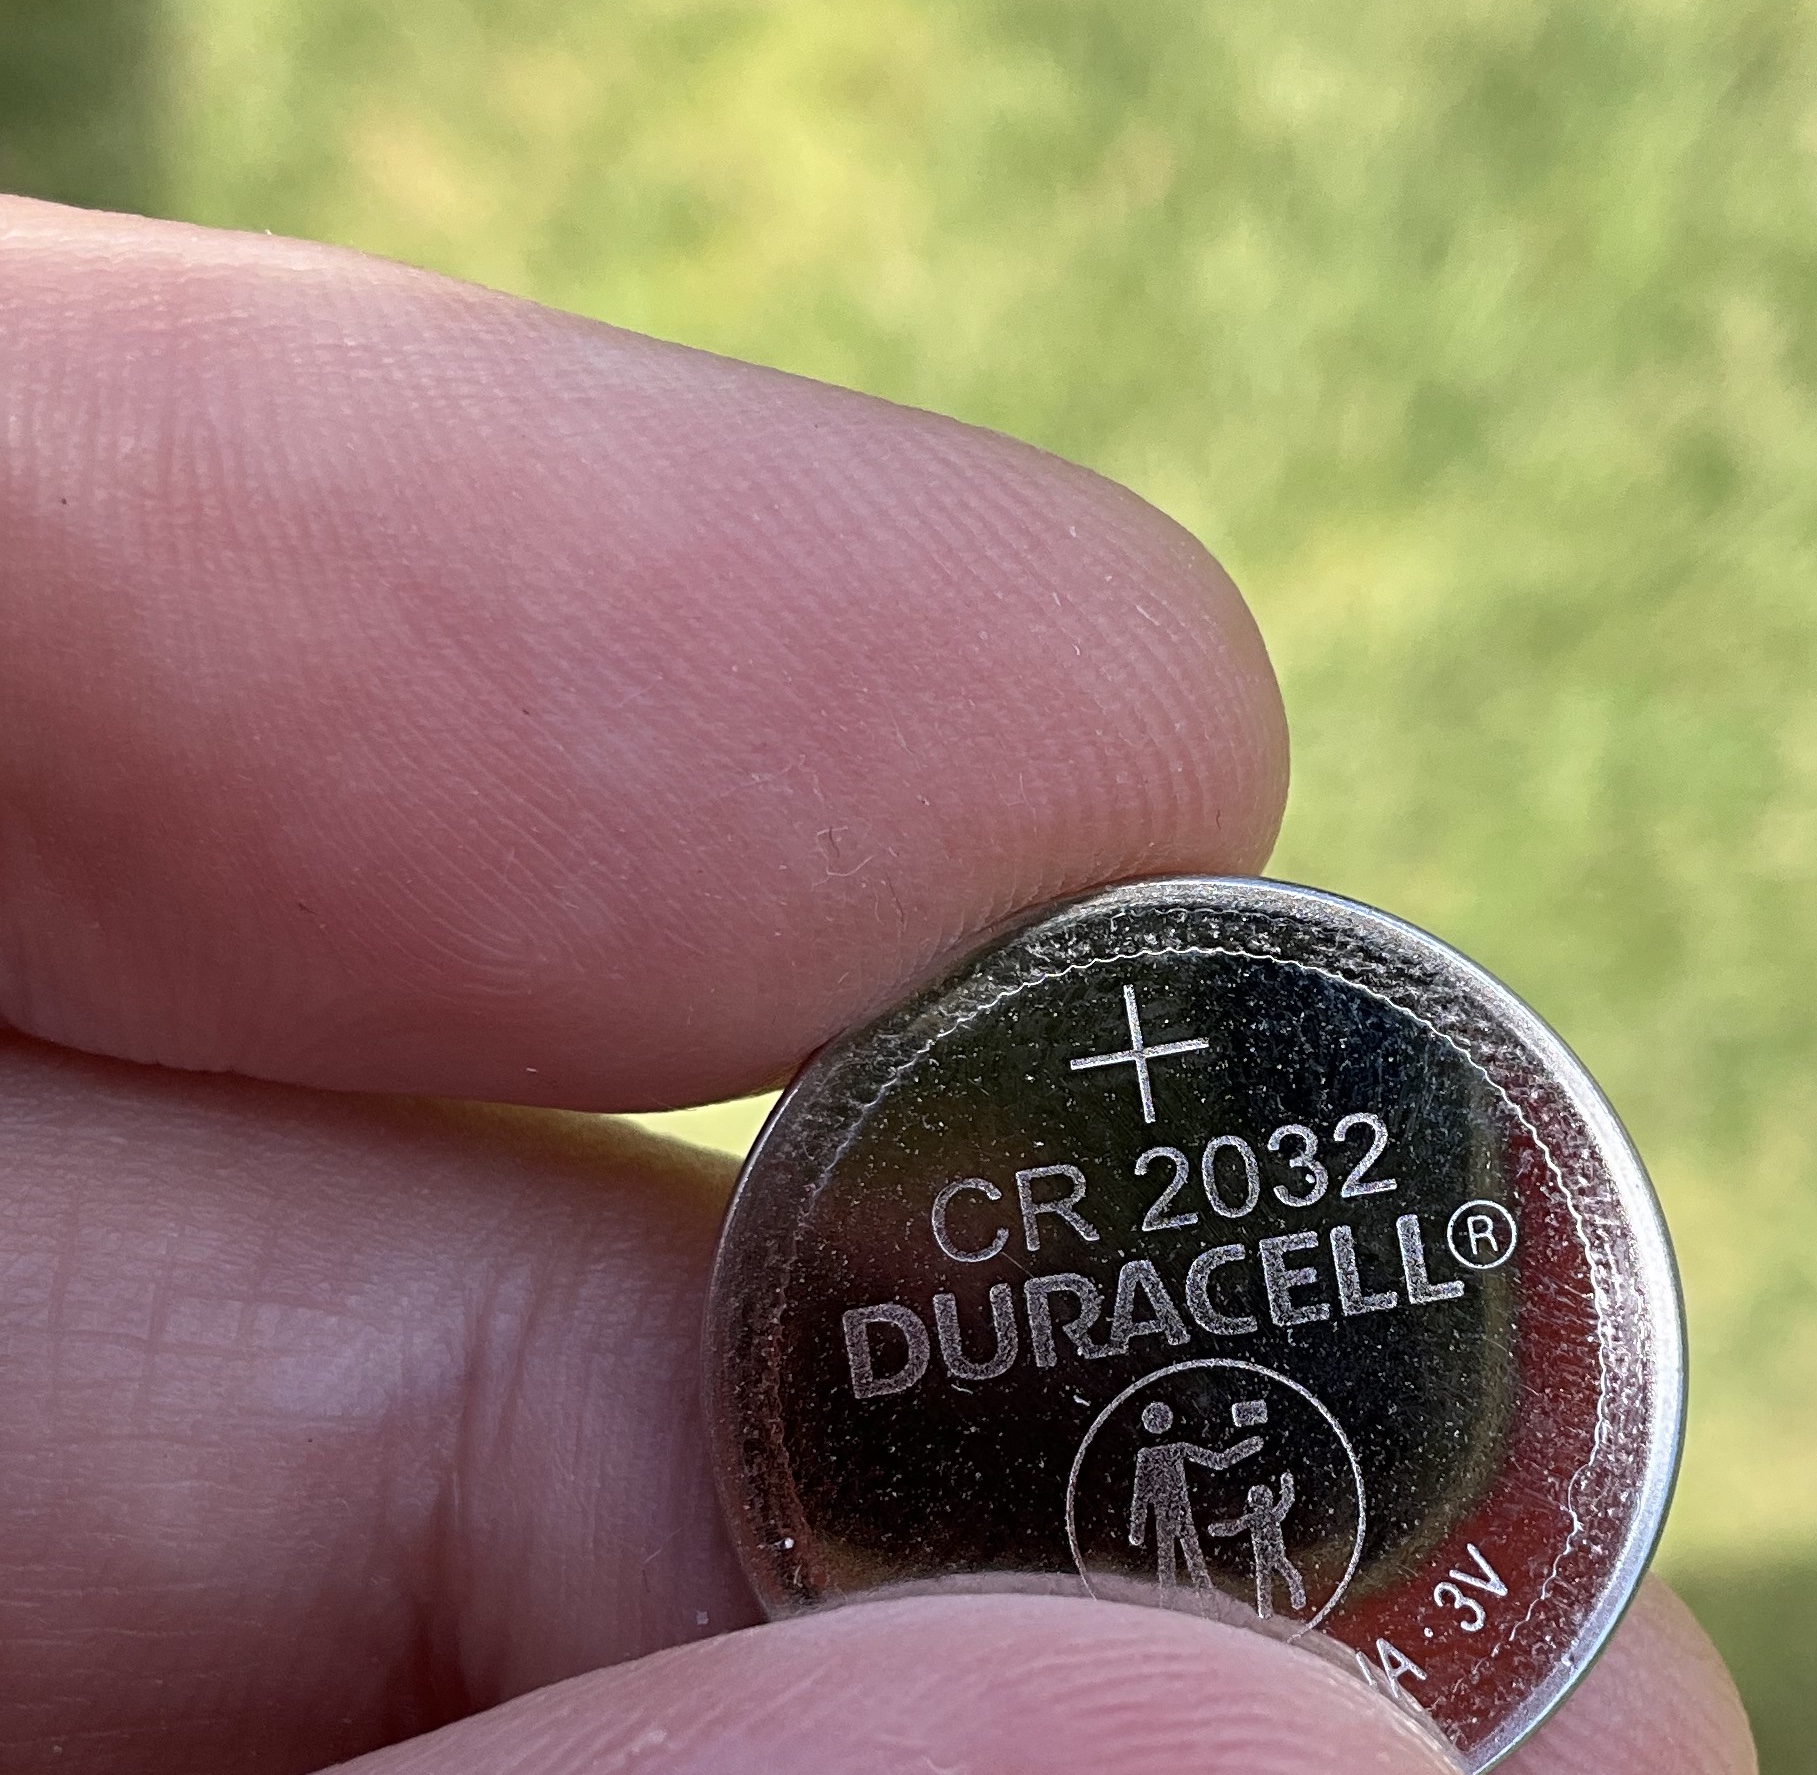 +
CR 2032
DURACELL®
3V